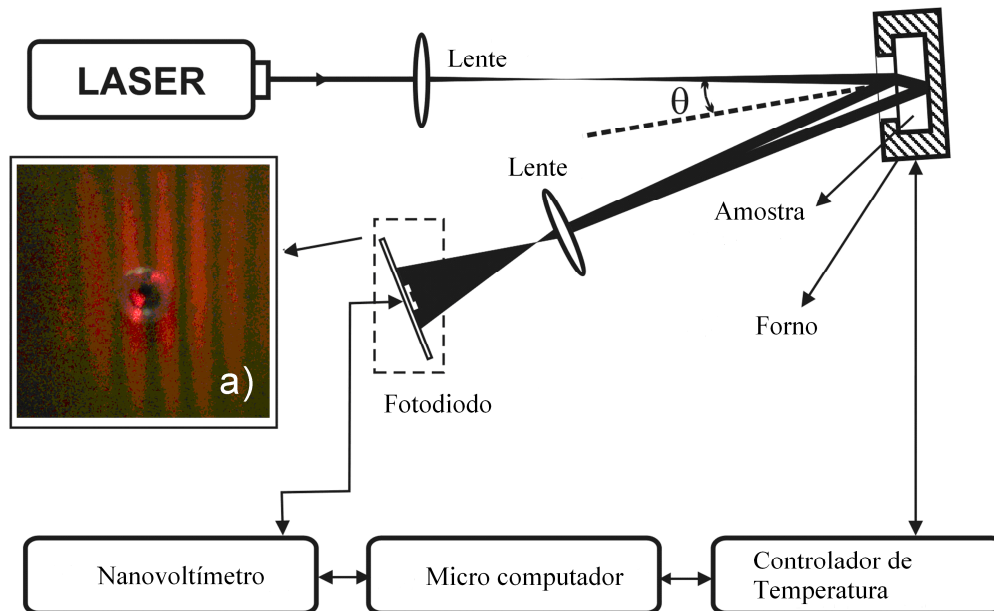 LASER
Lente
θ
Lente
Amostra
Forno
a)
Fotodiodo
Nanovoltímetro
Micro computador
Controlador de
Temperatura